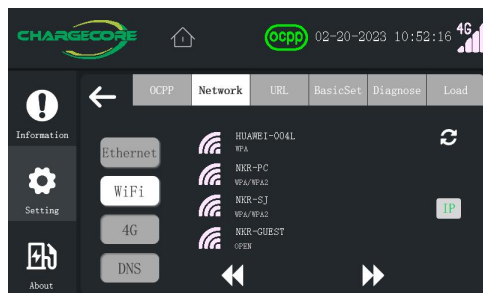 CHARGECORE
ocpp 02-20-2023 10:52:16 4G
OCPP Network URL BasicSet Diagnose Load
Information
Setting
About
Ethernet
WiFi
4G
DNS
HUAWEI-004L
WPA
NKR-PC
WPA/WPA2
NKR-SJ
WPA/WPA2
NKR-GUEST
OPEN
IP